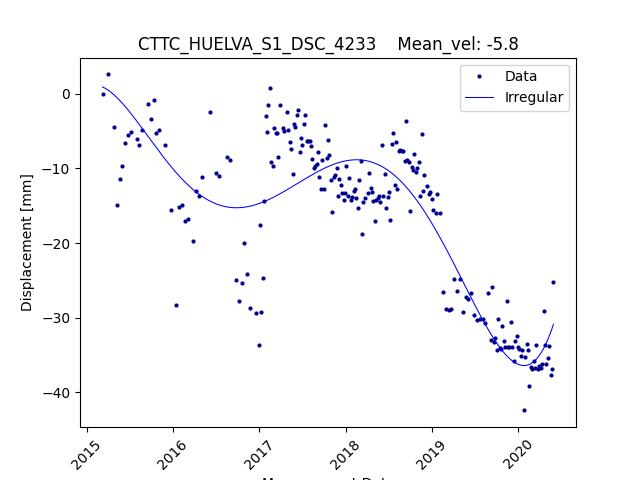 CTTC_HUELVA_S1_DSC_4233    Mean_vel: -5.8
Data
Irregular
Displacement [mm]
0
−10
−20
−30
−40
2015
2016
2017
2018
2019
2020